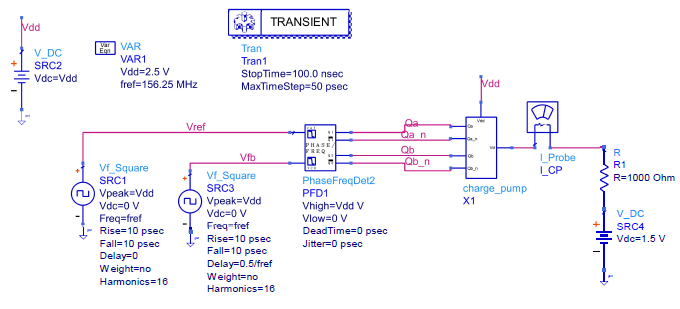 Vdd
V_DC
SRC2
Vdc=Vdd
Var
Eqn
VAR
VAR1
Vdd=2.5 V
fref=156.25 MHz
TRANSIENT
Tran
Tran1
StopTime=100.0 nsec
MaxTimeStep=50 psec
Vref
Vf_Square
SRC1
Vpeak=Vdd
Vdc=0 V
Freq=fref
Rise=10 psec
Fall=10 psec
Delay=0
Weight=no
Harmonics=16
Vfb
Vf_Square
SRC3
Vpeak=Vdd
Vdc=0 V
Freq=fref
Rise=10 psec
Fall=10 psec
Delay=0.5/fref
Weight=no
Harmonics=16
PHASE/
FREQ
PhaseFreqDet2
PFD1
Vhigh=Vdd V
Vlow=0 V
DeadTime=0 psec
Jitter=0 psec
Qa
Qa_n
Qb
Qb_n
Vdd
Vdd
Qa
Qa_n
Qb
Qb_n
charge_pump
X1
I_Probe
I_CP
R
R1
R=1000 Ohm
V_DC
SRC4
Vdc=1.5 V